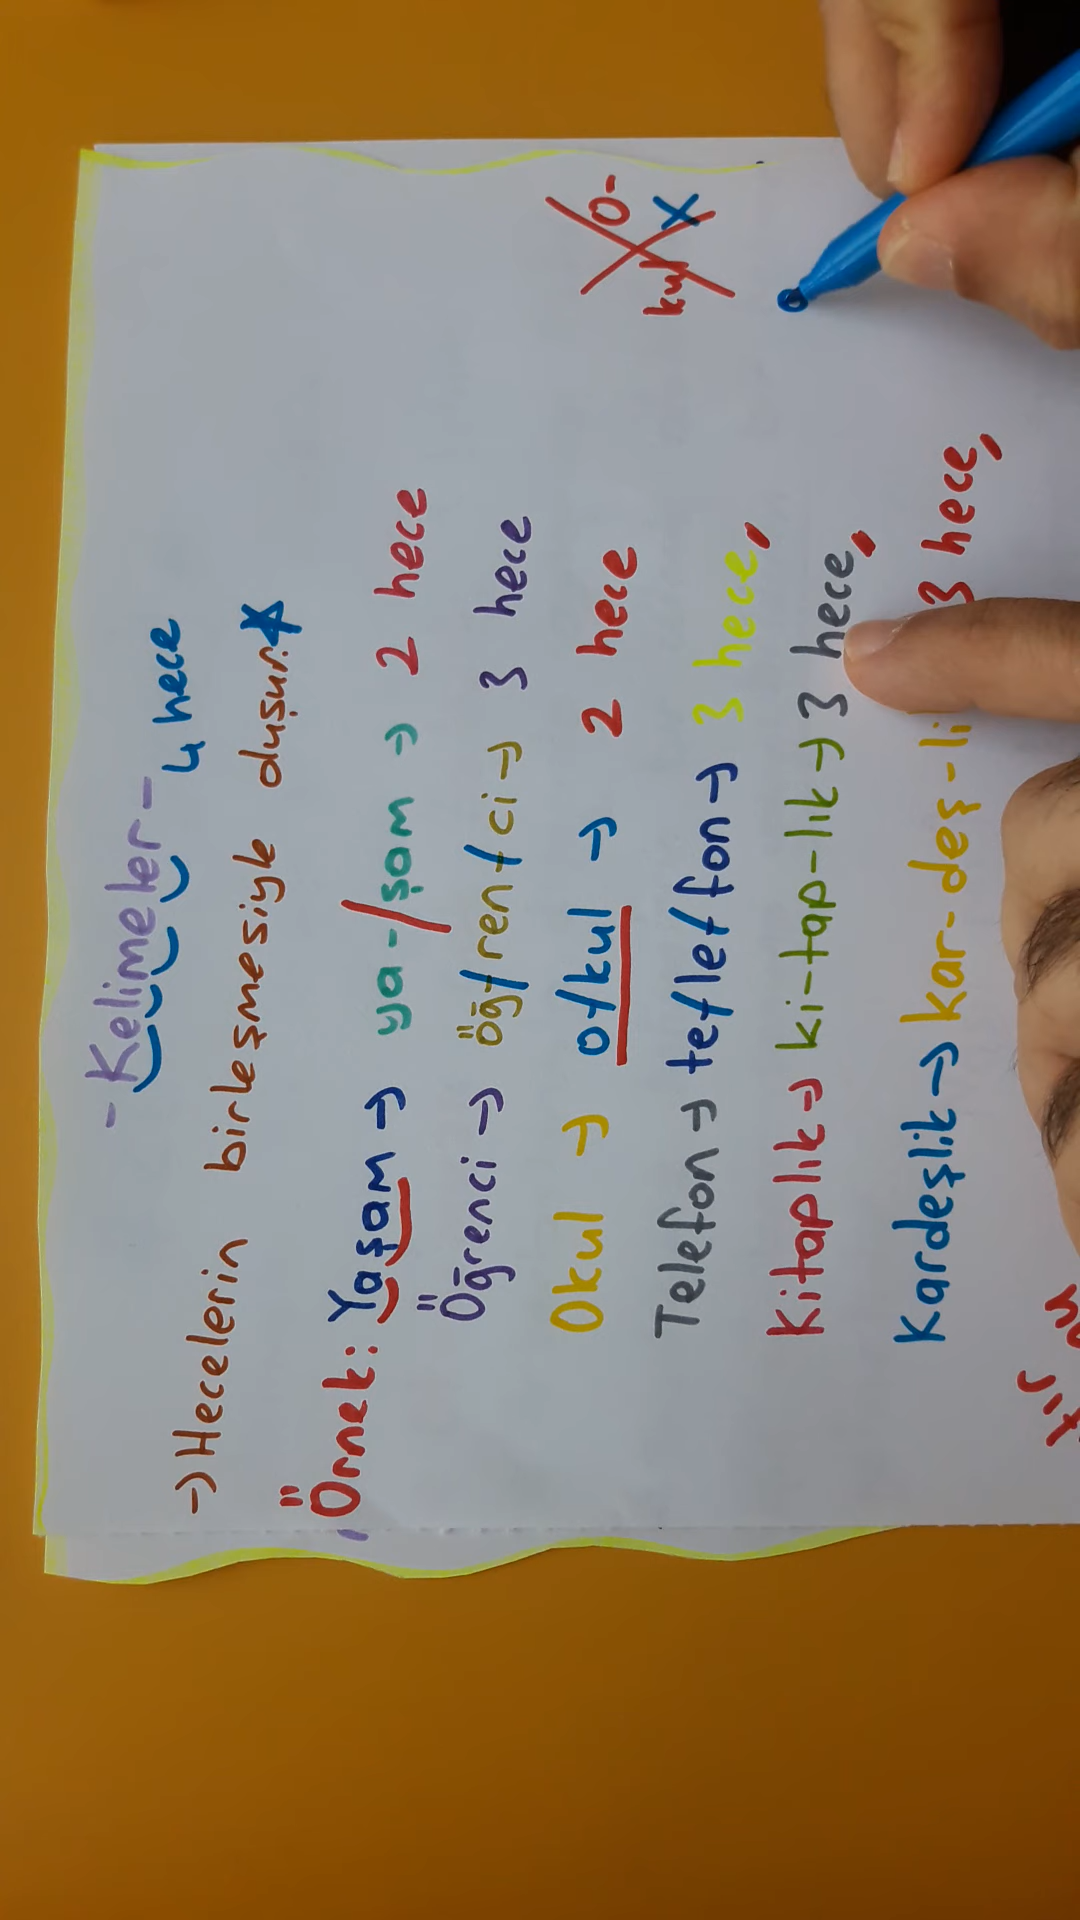 -Kelimeler-
4 hece
→Hecelerin birleşmesiyle oluşur.
Örnek: Yaşam → ya-şam → 2 hece
Öğrenci → öğ/ren/ci → 3 hece
Okul → o/kul → 2 hece
o-
kul x
Telefon → te/le/fon → 3 hece
Kitaplık → ki-tap-lık → 3 hece
Kardeşlik → kar-deş-li 3 hece